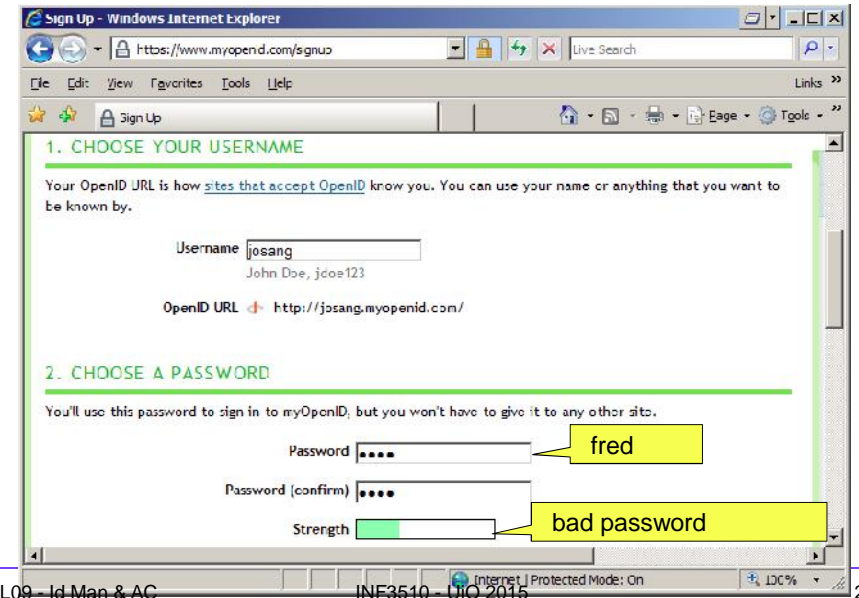 Sign Up - Windows Internet Explorer
https://www.myopenid.com/signup
Live Search
File Edit View Favorites Tools Help
Links »
Sign Up
Page Tools »
1. CHOOSE YOUR USERNAME
Your OpenID URL is how sites that accept OpenID know you. You can use your name or anything that you want to
be known by.
Username josang
John Doe, jdoe123
OpenID URL http://josang.myopenid.com/
2. CHOOSE A PASSWORD
You'll use this password to sign in to myOpenID, but you won't have to give it to any other site.
Password ••••
fred
Password (confirm) ••••
Strength
bad password
Internet | Protected Mode: On
100%
L09 - Id Man & AC
INF3510 - UiO 2015
2